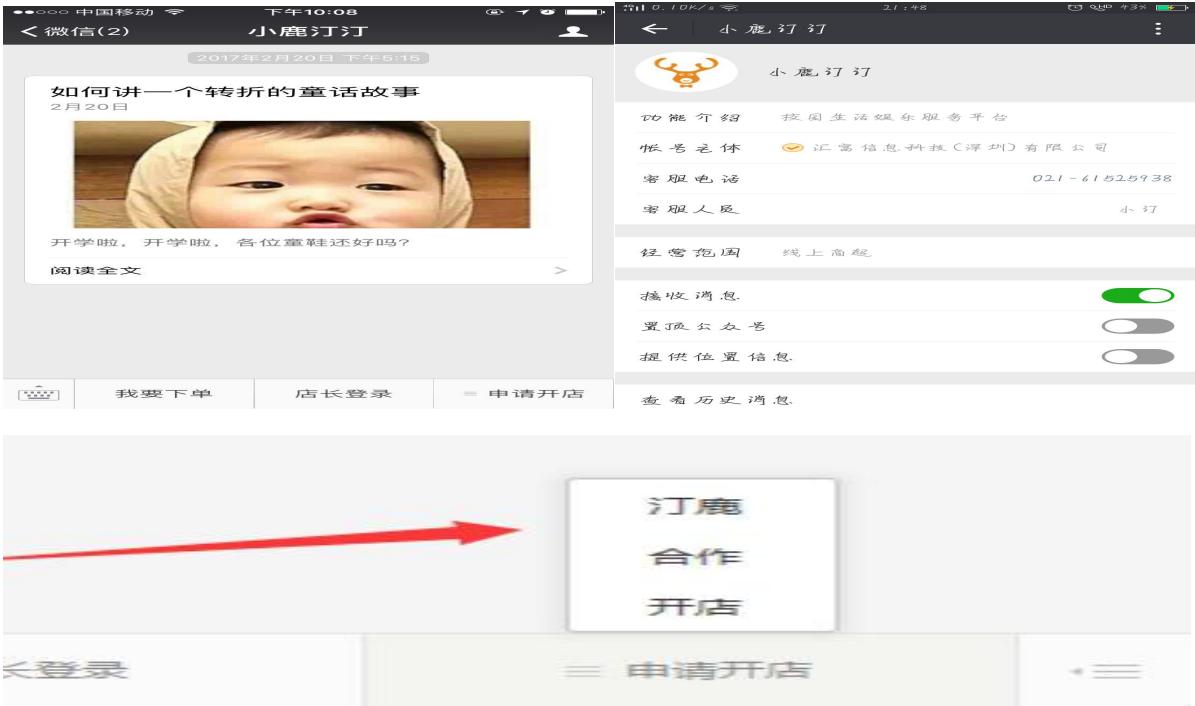 中国移动 下午10:08
微信(2) 小鹿汀汀
2017年2月20日 下午5:15
如何讲一个转折的童话故事
2月20日
开学啦，开学啦，各位童鞋还好吗?
阅读全文 >
我要下单 店长登录 申请开店
0.10K/s 21:48 43%
小鹿汀汀
小鹿汀汀
功能介绍 校园生活娱乐服务平台
帐号主体 汇富信息科技(深圳)有限公司
客服电话 021-61525938
客服人员 小汀
经营范围 线上商超
接收消息
置顶公众号
提供位置信息
查看历史消息
汀鹿
合作
开店
长登录 申请开店